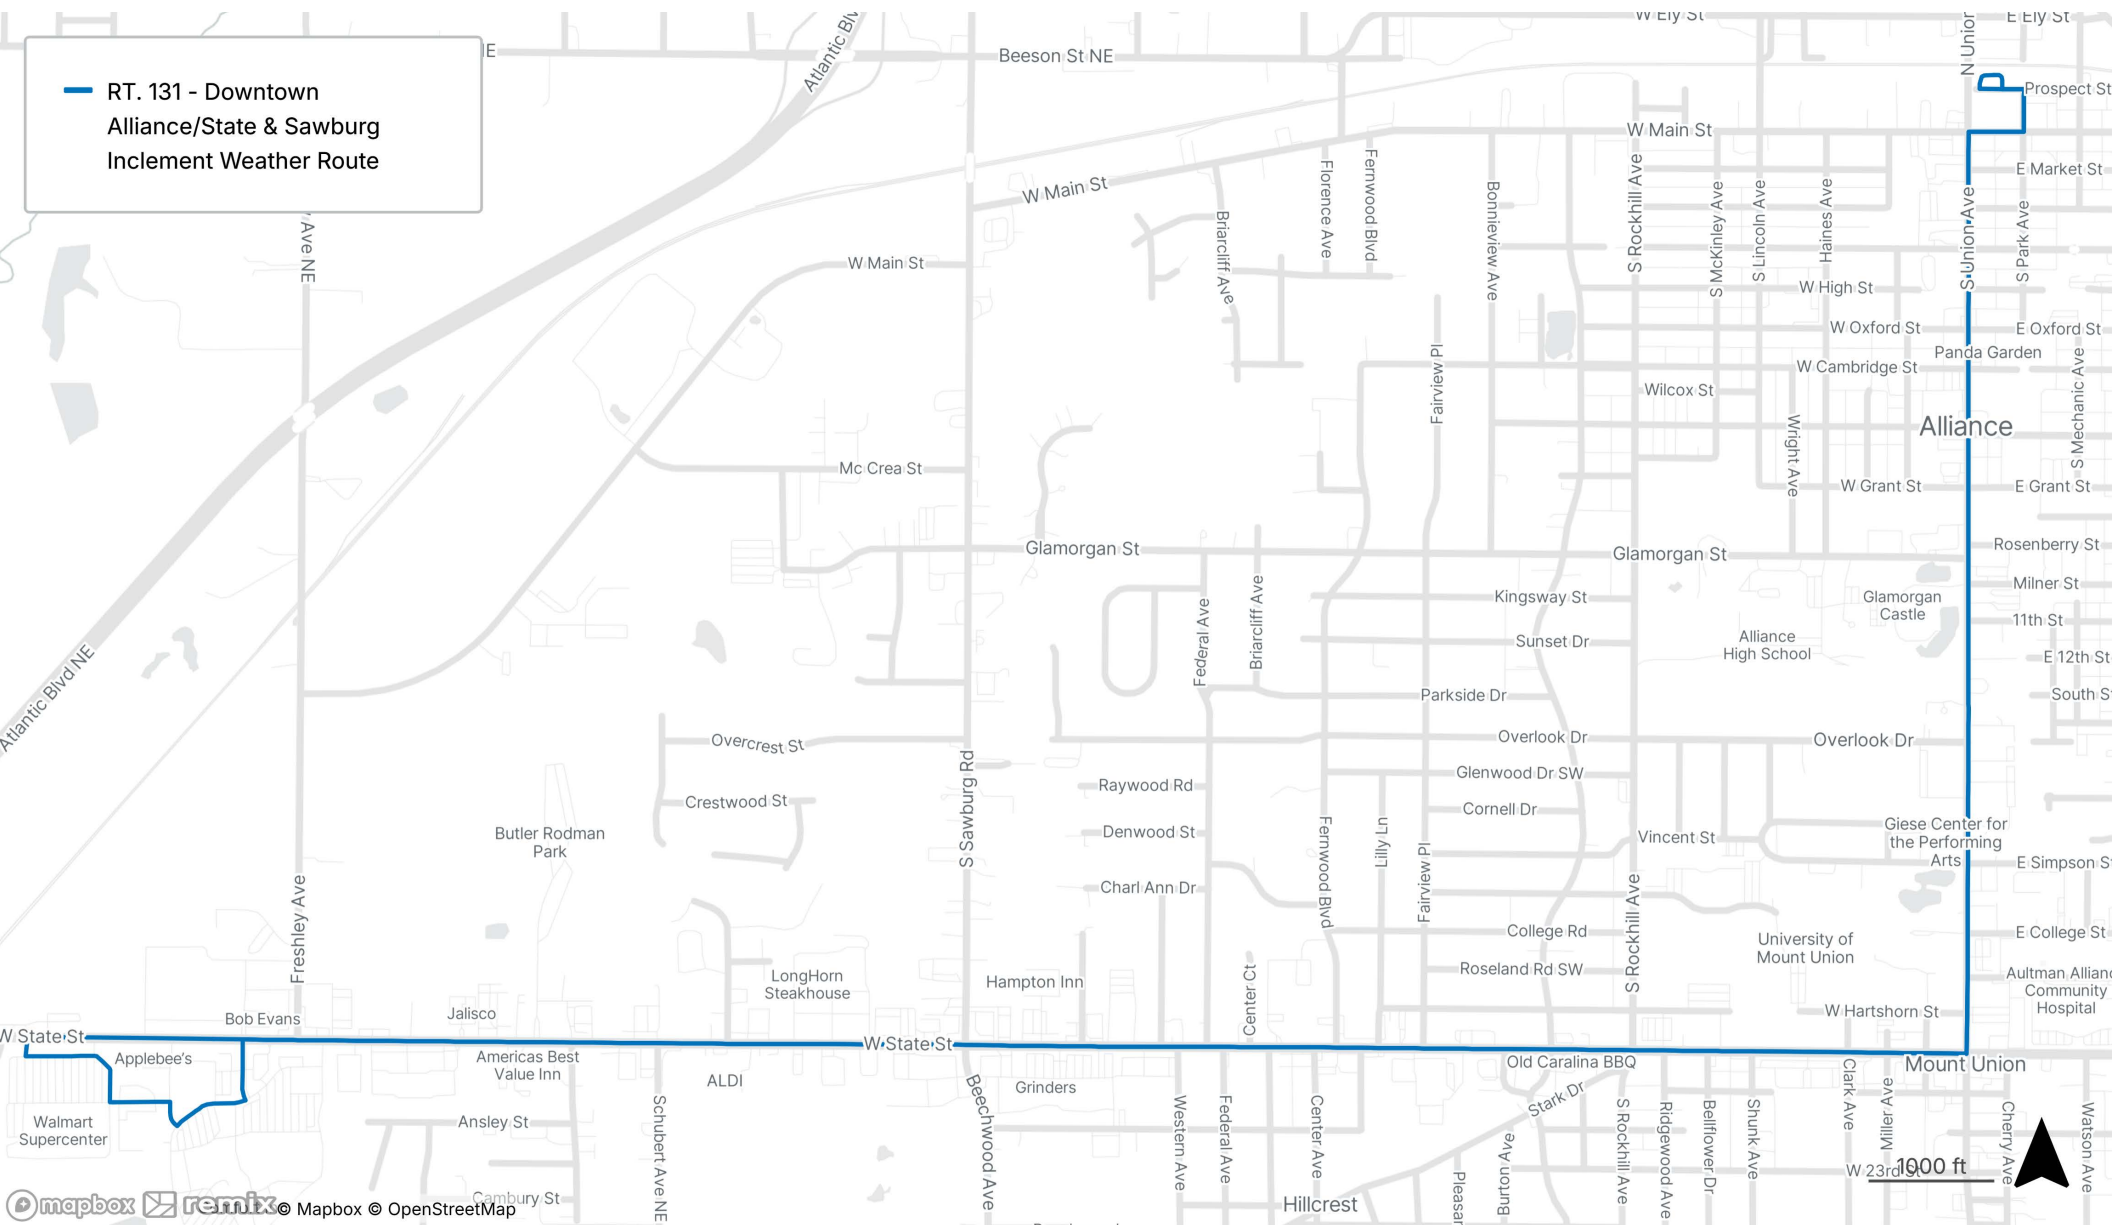 RT. 131 - Downtown
Alliance/State & Sawburg
Inclement Weather Route
Atlantic Blv
W Ely St
E Ely St
N Union
Beeson St NE
Prospect St
W Main St
W Main St
E Market St
Ave NE
W Main St
Briarcliff Ave
Florence Ave
Fernwood Blvd
Bonnieview Ave
S Rockhill Ave
S McKinley Ave
S Lincoln Ave
Haines Ave
S Union Ave
S Park Ave
W High St
W Oxford St
E Oxford St
Panda Garden
W Cambridge St
Fairview Pl
Wilcox St
S Mechanic Ave
Alliance
Wright Ave
Mc Crea St
W Grant St
E Grant St
Glamorgan St
Glamorgan St
Rosenberry St
Milner St
Kingsway St
Glamorgan
Castle
11th St
Federal Ave
Briarcliff Ave
Sunset Dr
Alliance
High School
E 12th St
Atlantic Blvd NE
Parkside Dr
South St
Overcrest St
Overlook Dr
Overlook Dr
S Sawburg Rd
Raywood Rd
Glenwood Dr SW
Crestwood St
Cornell Dr
Butler Rodman
Park
Denwood St
Fernwood Blvd
Lilly Ln
Fairview Pl
Vincent St
Giese Center for
the Performing
Arts
E Simpson S
Charl Ann Dr
Freshley Ave
S Rockhill Ave
College Rd
E College St
University of
Mount Union
LongHorn
Steakhouse
Hampton Inn
Center Ct
Roseland Rd SW
Aultman Allianc
Community
Hospital
Bob Evans
Jalisco
W Hartshorn St
W State St
W State St
Applebee's
Americas Best
Value Inn
ALDI
Grinders
Old Carolina BBQ
Mount Union
Walmart
Supercenter
Ansley St
Schubert Ave NE
Beechwood Ave
Western Ave
Federal Ave
Center Ave
Stark Dr
Burton Ave
S Rockhill Ave
Ridgewood Ave
Bellflower Dr
Shunk Ave
Clark Ave
Miller Ave
Cherry Ave
Watson Ave
W 23rd St
1000 ft
Cambury St
Hillcrest
Pleasar
mapbox remix © Mapbox © OpenStreetMap